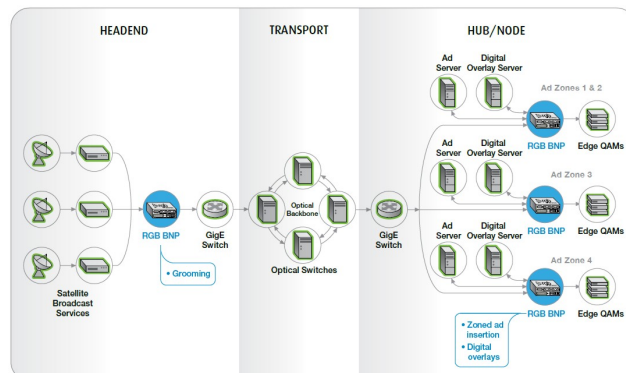 HEADEND
TRANSPORT
HUB/NODE
Ad
Server
Digital
Overlay Server
Ad Zones 1 & 2
RGB BNP
Edge QAMs
Ad
Server
Digital
Overlay Server
Ad Zone 3
RGB BNP
Edge QAMs
Ad
Server
Digital
Overlay Server
Ad Zone 4
RGB BNP
Edge QAMs
Satellite
Broadcast
Services
RGB BNP
• Grooming
GigE
Switch
Optical
Backbone
Optical Switches
GigE
Switch
• Zoned ad
insertion
• Digital
overlays